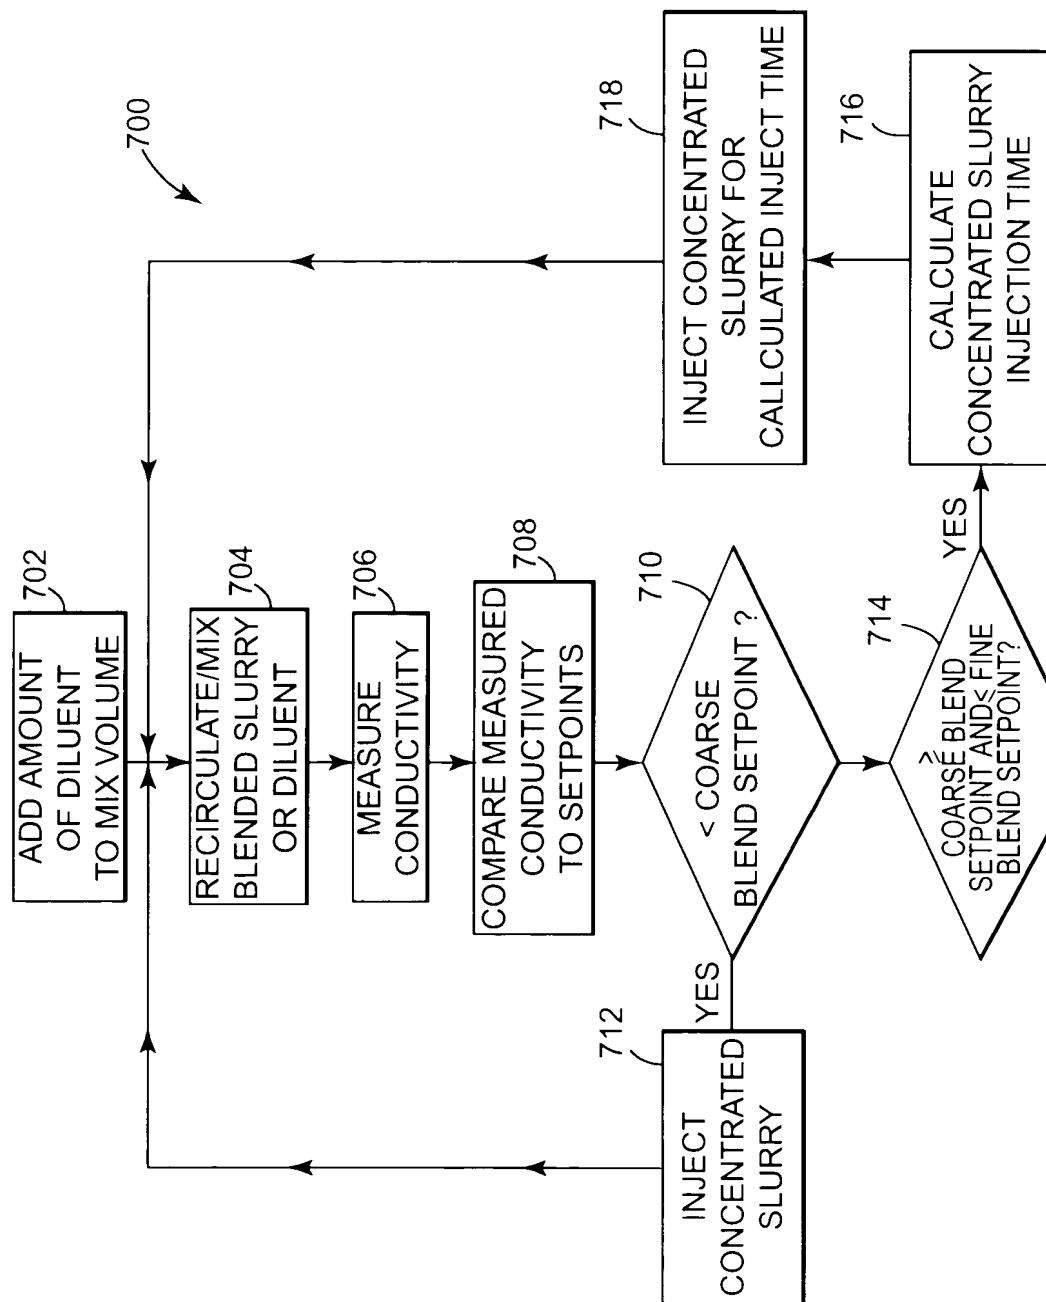 700
702
ADD AMOUNT
OF DILUENT
TO MIX VOLUME
704
RECIRCULATE/MIX
BLENDED SLURRY
OR DILUENT
706
MEASURE
CONDUCTIVITY
708
COMPARE MEASURED
CONDUCTIVITY
TO SETPOINTS
710
< COARSE
BLEND SETPOINT ?
YES
712
INJECT
CONCENTRATED
SLURRY
714
≥
COARSE BLEND
SETPOINT AND ≤ FINE
BLEND SETPOINT?
YES
716
CALCULATE
CONCENTRATED SLURRY
INJECTION TIME
718
INJECT CONCENTRATED
SLURRY FOR
CALLCULATED INJECT TIME